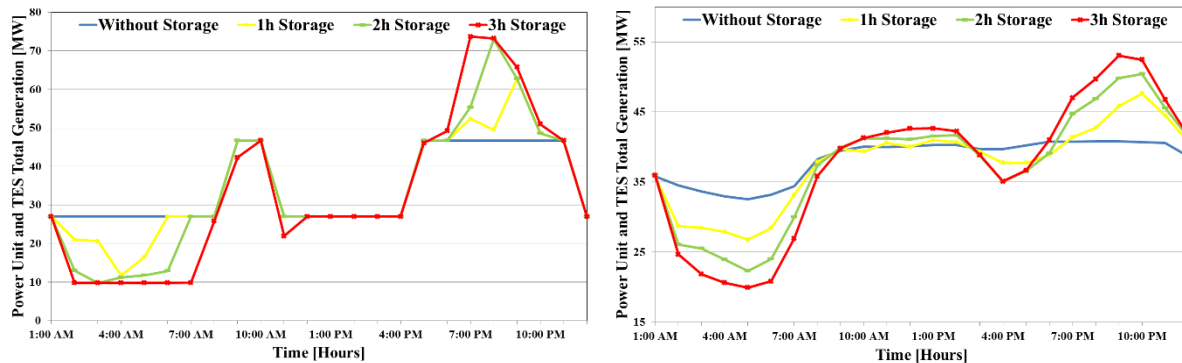 Power Unit and TES Total Generation [MW]
Without Storage 1h Storage 2h Storage 3h Storage
80
70
60
50
40
30
20
10
0
1:00 AM 4:00 AM 7:00 AM 10:00 AM 1:00 PM 4:00 PM 7:00 PM 10:00 PM
Time [Hours]
Power Unit and TES Total Generation [MW]
Without Storage 1h Storage 2h Storage 3h Storage
55
45
35
25
15
1:00 AM 4:00 AM 7:00 AM 10:00 AM 1:00 PM 4:00 PM 7:00 PM 10:00 PM
Time [Hours]